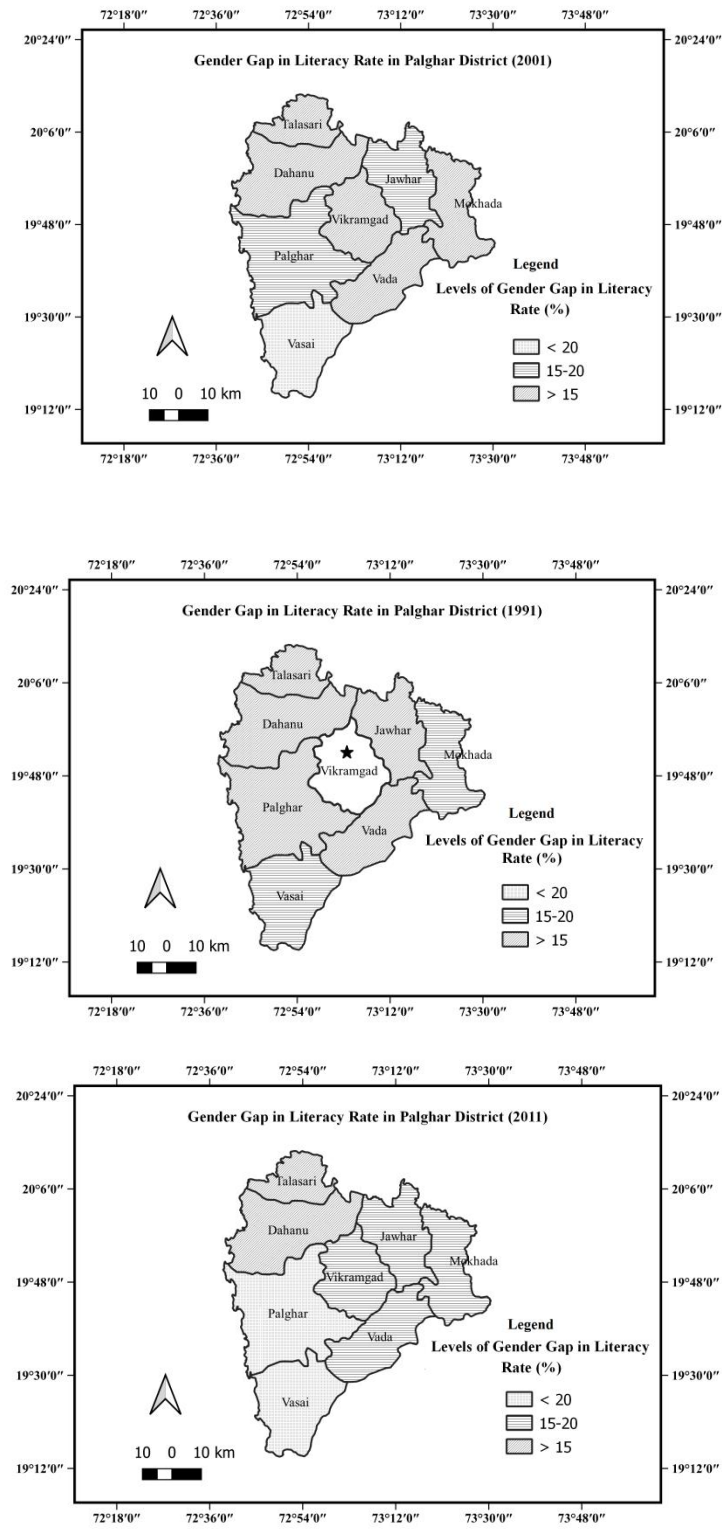 72°18'0" 72°36'0" 72°54'0" 73°12'0" 73°30'0" 73°48'0"
20°24'0" 20°24'0"
Gender Gap in Literacy Rate in Palghar District (2001)
20°6'0" Talasari 20°6'0"
Dahanu Jawhar
Mokhada
19°48'0" Vikramgad 19°48'0"
Palghar
Vada Legend
Levels of Gender Gap in Literacy
Rate (%)
19°30'0" 19°30'0"
Vasai < 20
15-20
10 0 10 km > 15
19°12'0" 19°12'0"
72°18'0" 72°36'0" 72°54'0" 73°12'0" 73°30'0" 73°48'0"
72°18'0" 72°36'0" 72°54'0" 73°12'0" 73°30'0" 73°48'0"
20°24'0" 20°24'0"
Gender Gap in Literacy Rate in Palghar District (1991)
20°6'0" Talasari 20°6'0"
Dahanu Jawhar
Mokhada
19°48'0" Vikramgad 19°48'0"
Palghar
Vada Legend
Levels of Gender Gap in Literacy
Rate (%)
19°30'0" 19°30'0"
Vasai < 20
15-20
10 0 10 km > 15
19°12'0" 19°12'0"
72°18'0" 72°36'0" 72°54'0" 73°12'0" 73°30'0" 73°48'0"
72°18'0" 72°36'0" 72°54'0" 73°12'0" 73°30'0" 73°48'0"
20°24'0" 20°24'0"
Gender Gap in Literacy Rate in Palghar District (2011)
20°6'0" Talasari 20°6'0"
Dahanu Jawhar
Mokhada
19°48'0" Vikramgad 19°48'0"
Palghar
Vada Legend
Levels of Gender Gap in Literacy
Rate (%)
19°30'0" 19°30'0"
Vasai < 20
15-20
10 0 10 km > 15
19°12'0" 19°12'0"
72°18'0" 72°36'0" 72°54'0" 73°12'0" 73°30'0" 73°48'0"